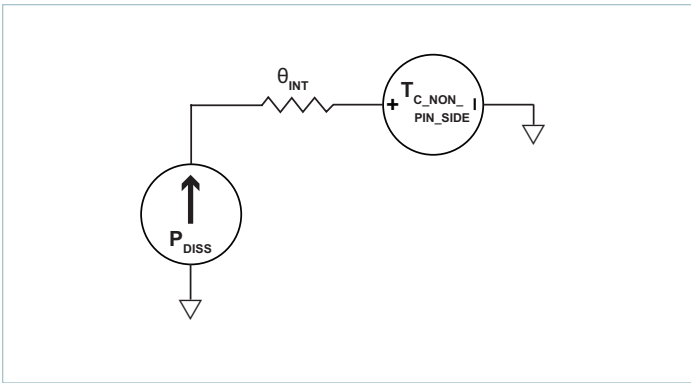 θINT
+ TC_NON_ I
PIN_SIDE
PDISS